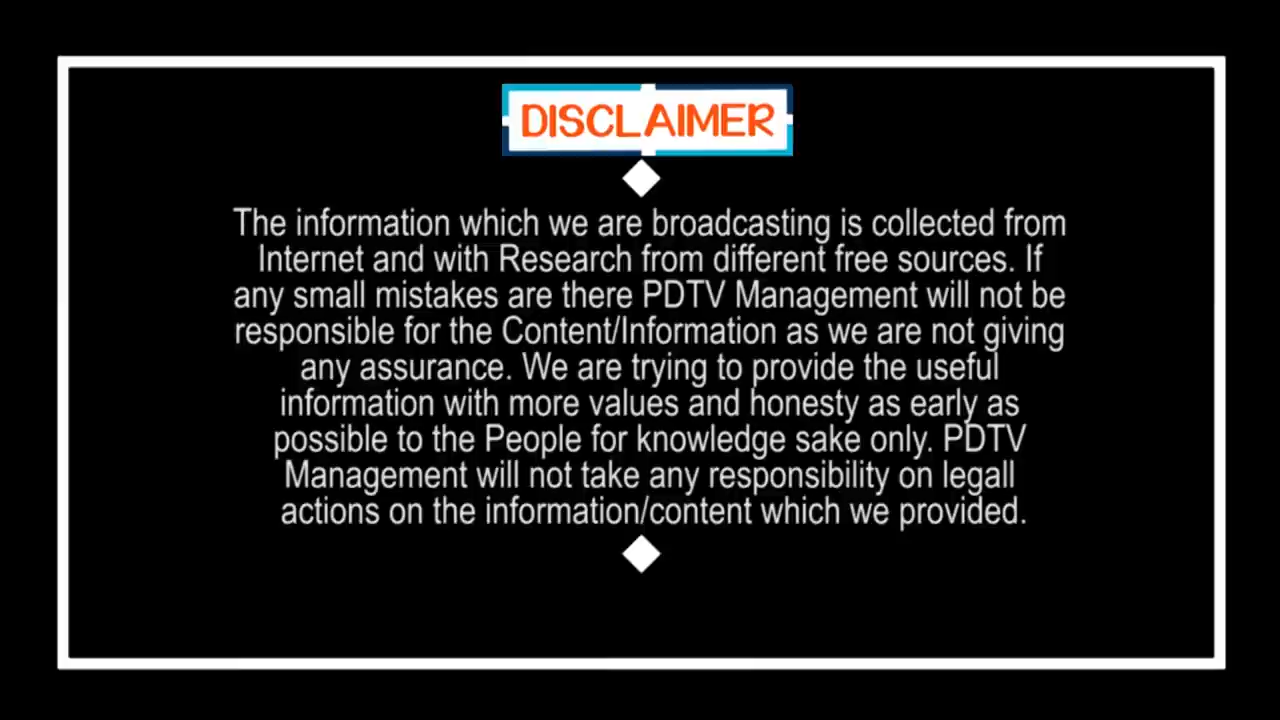 DISCLAIMER
The information which we are broadcasting is collected from
Internet and with Research from different free sources. If
any small mistakes are there PDTV Management will not be
responsible for the Content/Information as we are not giving
any assurance. We are trying to provide the useful
information with more values and honesty as early as
possible to the People for knowledge sake only. PDTV
Management will not take any responsibility on legall
actions on the information/content which we provided.